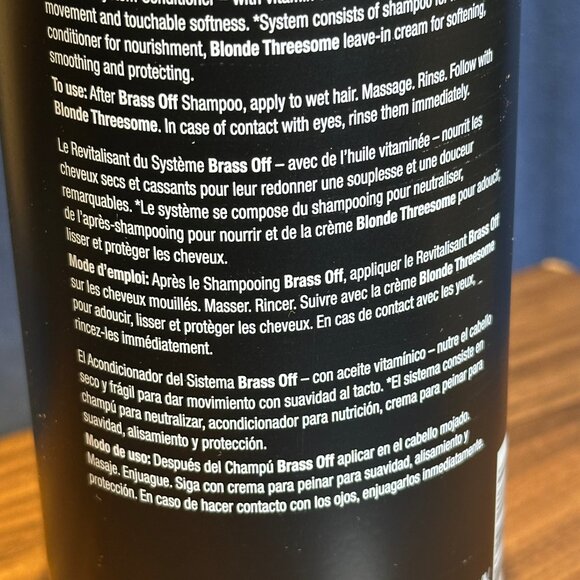 System Conditioner – with vitamin
movement and touchable softness. *System consists of shampoo for
conditioner for nourishment, Blonde Threesome leave-in cream for softening,
smoothing and protecting.
To use: After Brass Off Shampoo, apply to wet hair. Massage. Rinse. Follow with
Blonde Threesome. In case of contact with eyes, rinse them immediately.
Le Revitalisant du Système Brass Off – avec de l'huile vitaminée – nourrit les
cheveux secs et cassants pour leur redonner une souplesse et une douceur
remarquables. *Le système se compose du shampooing pour neutraliser,
de l'après-shampooing pour nourrir et de la crème Blonde Threesome pour adoucir,
lisser et protèger les cheveux.
Mode d'emploi: Après le Shampooing Brass Off, appliquer le Revitalisant Brass Off
sur les cheveux mouillés. Masser. Rincer. Suivre avec la crème Blonde Threesome
pour adoucir, lisser et protèger les cheveux. En cas de contact avec les yeux,
rincez-les immédiatement.
El Acondicionador del Sistema Brass Off – con aceite vitamínico – nutre el cabello
seco y frágil para dar movimiento con suavidad al tacto. *El sistema consiste en
champú para neutralizar, acondicionador para nutrición, crema para peinar para
suavidad, alisamiento y protección.
Modo de uso: Después del Champú Brass Off aplicar en el cabello mojado.
Masaje. Enjuague. Siga con crema para peinar para suavidad, alisamiento y
protección. En caso de hacer contacto con los ojos, enjuagarlos inmediatamente.